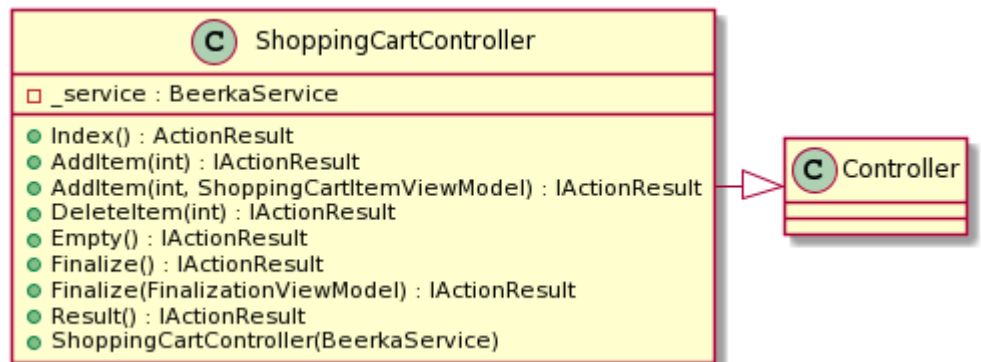 C ShoppingCartController
_service : BeerkaService
Index() : ActionResult
AddItem(int) : IActionResult
AddItem(int, ShoppingCartItemViewModel) : IActionResult
DeleteItem(int) : IActionResult
Empty() : IActionResult
Finalize() : IActionResult
Finalize(FinalizationViewModel) : IActionResult
Result() : IActionResult
ShoppingCartController(BeerkaService)
C Controller